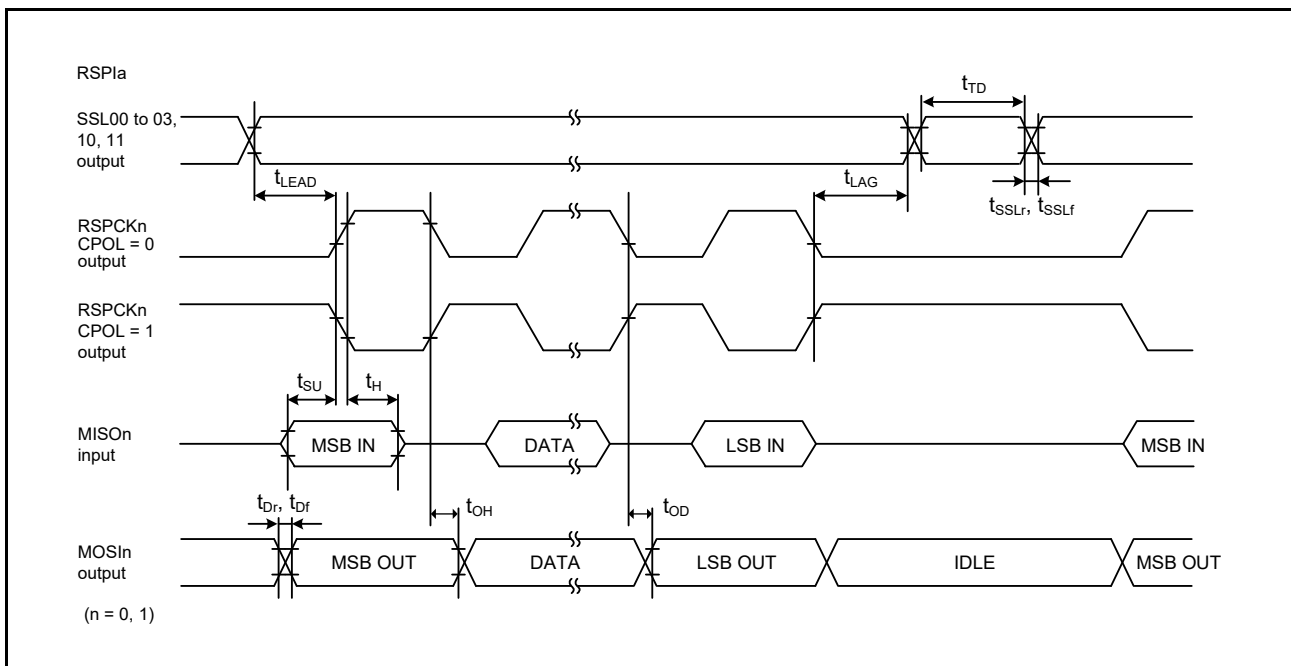 RSPIa
SSL00 to 03,
10, 11
output
tTD
tLEAD
tLAG
tSSLr, tSSLf
RSPCKn
CPOL = 0
output
RSPCKn
CPOL = 1
output
tSU
tH
MISOn
input
MSB IN
DATA
LSB IN
MSB IN
tDr, tDf
tOH
tOD
MOSIn
output
MSB OUT
DATA
LSB OUT
IDLE
MSB OUT
(n = 0, 1)